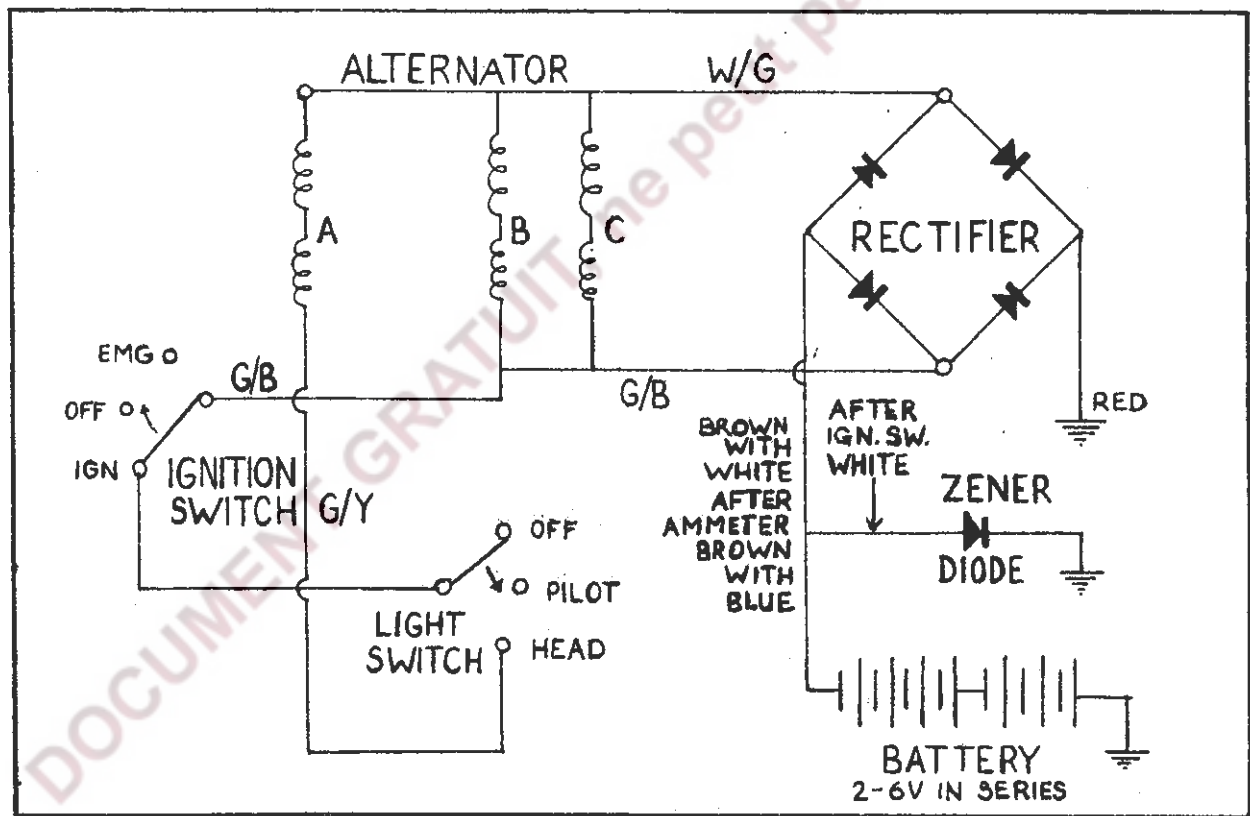 ALTERNATOR
W/G
A
B
C
RECTIFIER
EMG
G/B
OFF
IGN
IGNITION
SWITCH
G/Y
G/B
RED
BROWN
WITH
WHITE
AFTER
AMMETER
BROWN
WITH
BLUE
AFTER
IGN. SW.
WHITE
ZENER
DIODE
OFF
PILOT
HEAD
LIGHT
SWITCH
BATTERY
2-6V IN SERIES
DOCUMENT GRATUIT, ne peut